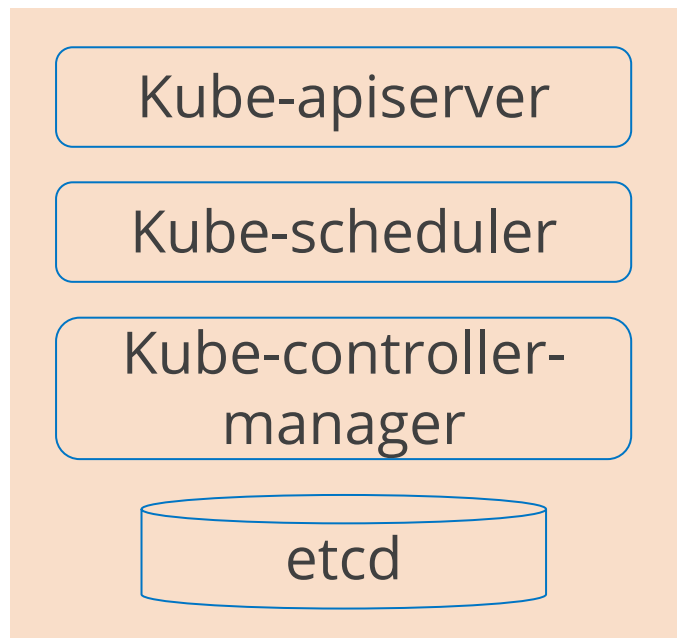 Kube-apiserver
Kube-scheduler
Kube-controller-
manager
etcd